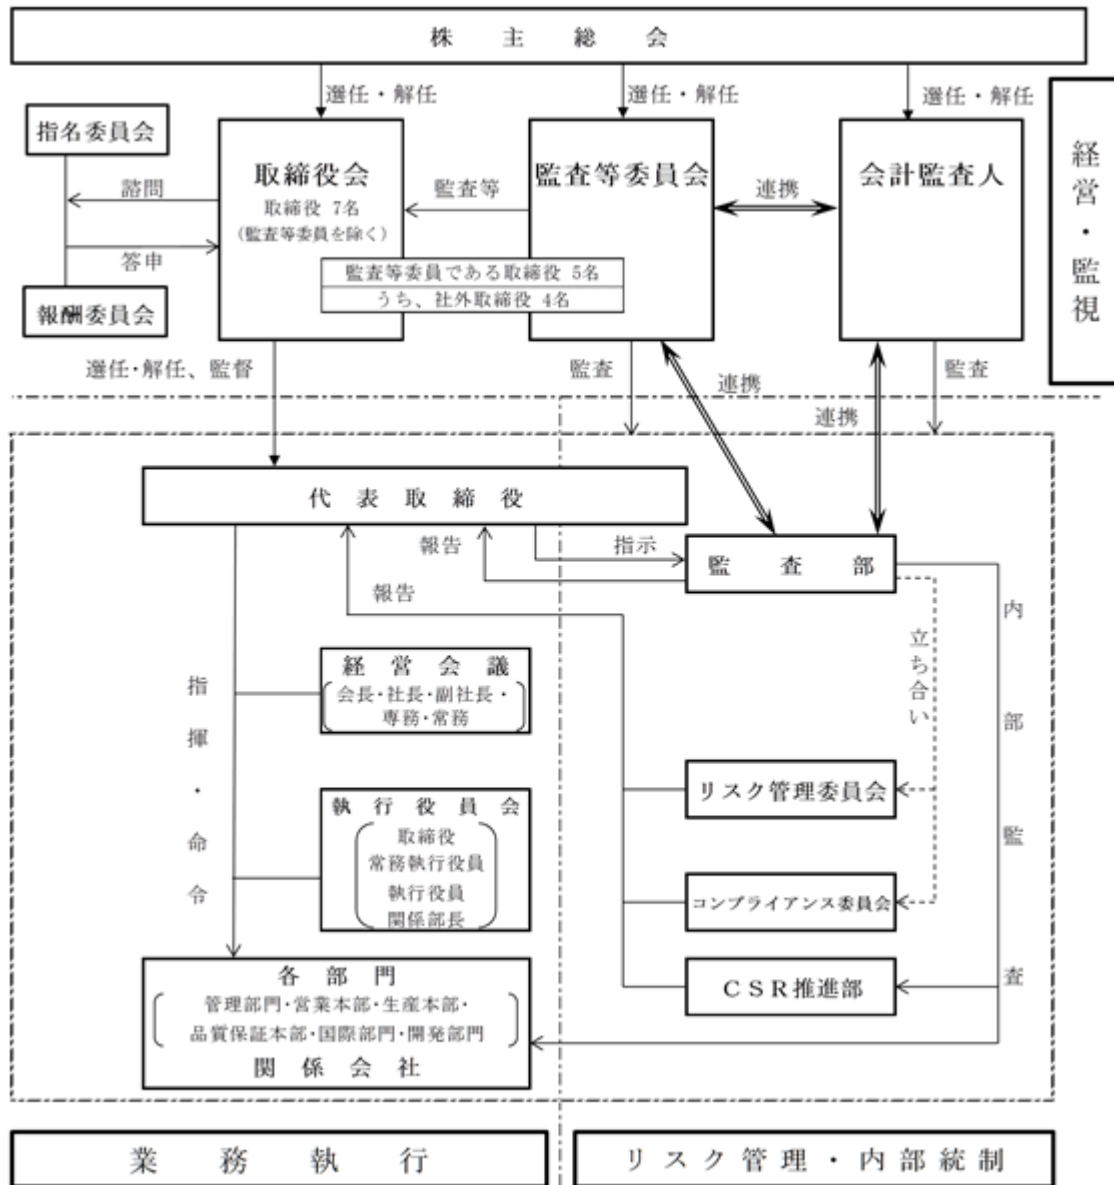 株主総会
選任・解任
選任・解任
選任・解任
経営・監視
指名委員会
取締役会
取締役 7名
(監査等委員を除く)
監査等委員会
会計監査人
諮問
監査等
連携
答申
監査等委員である取締役 5名
うち、社外取締役 4名
報酬委員会
選任・解任、監督
監査
連携
連携
監査
代表取締役
報告
指示
監査部
報告
内部監査
立ち合い
指揮・命令
経営会議
会長・社長・副社長・
専務・常務
リスク管理委員会
執行役員会
取締役
常務執行役員
執行役員
関係部長
コンプライアンス委員会
各部門
管理部門・営業本部・生産本部・
品質保証本部・国際部門・開発部門
関係会社
CSR推進部
業務執行
リスク管理・内部統制